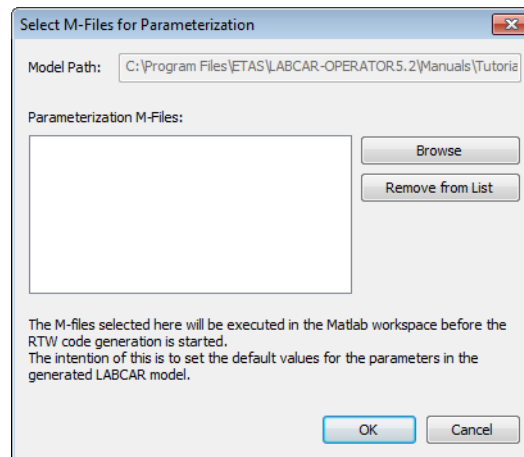 Select M-Files for Parameterization
Model Path: C:\Program Files\ETAS\LABCAR-OPERATOR5.2\Manuals\Tutoria
Parameterization M-Files:
Browse
Remove from List
The M-files selected here will be executed in the Matlab workspace before the
RTW code generation is started.
The intention of this is to set the default values for the parameters in the
generated LABCAR model.
OK Cancel